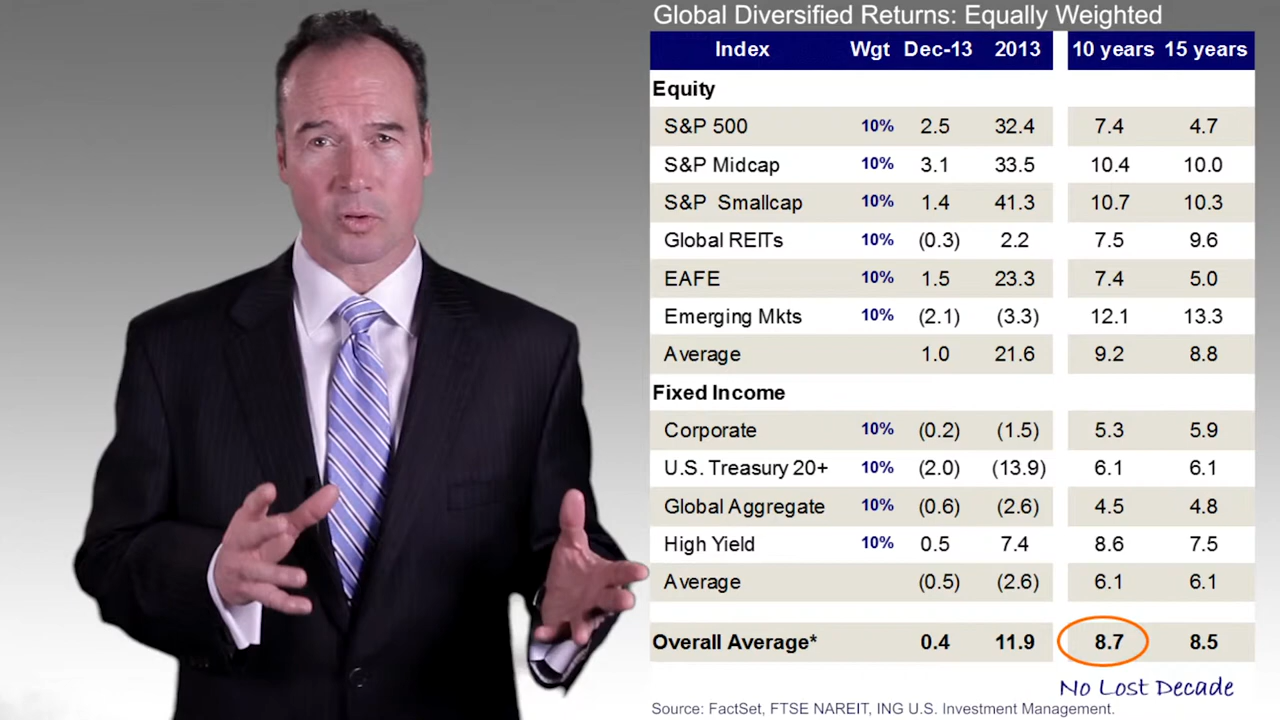 Global Diversified Returns: Equally Weighted
Index Wgt Dec-13 2013 10 years 15 years
Equity
S&P 500 10% 2.5 32.4 7.4 4.7
S&P Midcap 10% 3.1 33.5 10.4 10.0
S&P Smallcap 10% 1.4 41.3 10.7 10.3
Global REITs 10% (0.3) 2.2 7.5 9.6
EAFE 10% 1.5 23.3 7.4 5.0
Emerging Mkts 10% (2.1) (3.3) 12.1 13.3
Average 1.0 21.6 9.2 8.8
Fixed Income
Corporate 10% (0.2) (1.5) 5.3 5.9
U.S. Treasury 20+ 10% (2.0) (13.9) 6.1 6.1
Global Aggregate 10% (0.6) (2.6) 4.5 4.8
High Yield 10% 0.5 7.4 8.6 7.5
Average (0.5) (2.6) 6.1 6.1
Overall Average* 0.4 11.9 8.7 8.5
No Lost Decade
Source: FactSet, FTSE NAREIT, ING U.S. Investment Management.